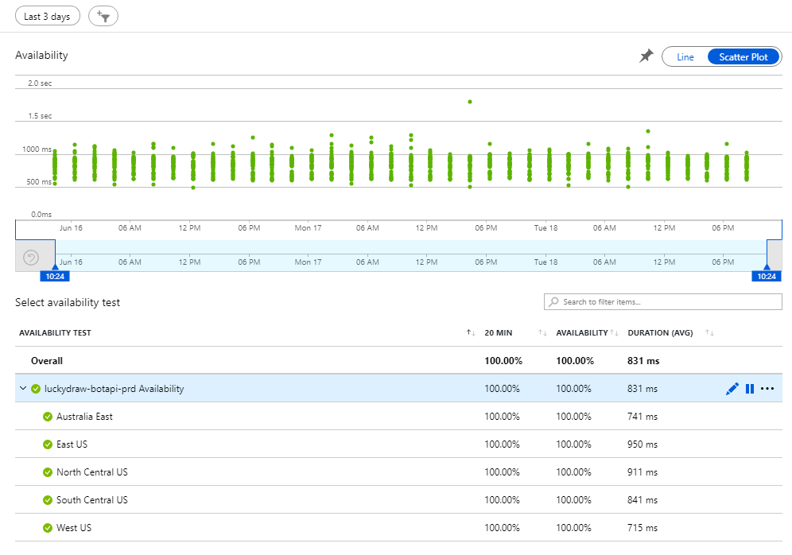 Last 3 days
Availability
Line Scatter Plot
2.0 sec
1.5 sec
1000 ms
500 ms
0.0ms
Jun 16 06 AM 12 PM 06 PM Mon 17 06 AM 12 PM 06 PM Tue 18 06 AM 12 PM 06 PM
Jun 16 06 AM 12 PM 06 PM Mon 17 06 AM 12 PM 06 PM Tue 18 06 AM 12 PM 06 PM
10:24 10:24
Select availability test
Search to filter items...
AVAILABILITY TEST 20 MIN AVAILABILITY DURATION (AVG)
Overall 100.00% 100.00% 831 ms
luckydraw-botapi-prd Availability 100.00% 100.00% 831 ms
Australia East 100.00% 100.00% 741 ms
East US 100.00% 100.00% 950 ms
North Central US 100.00% 100.00% 911 ms
South Central US 100.00% 100.00% 841 ms
West US 100.00% 100.00% 715 ms